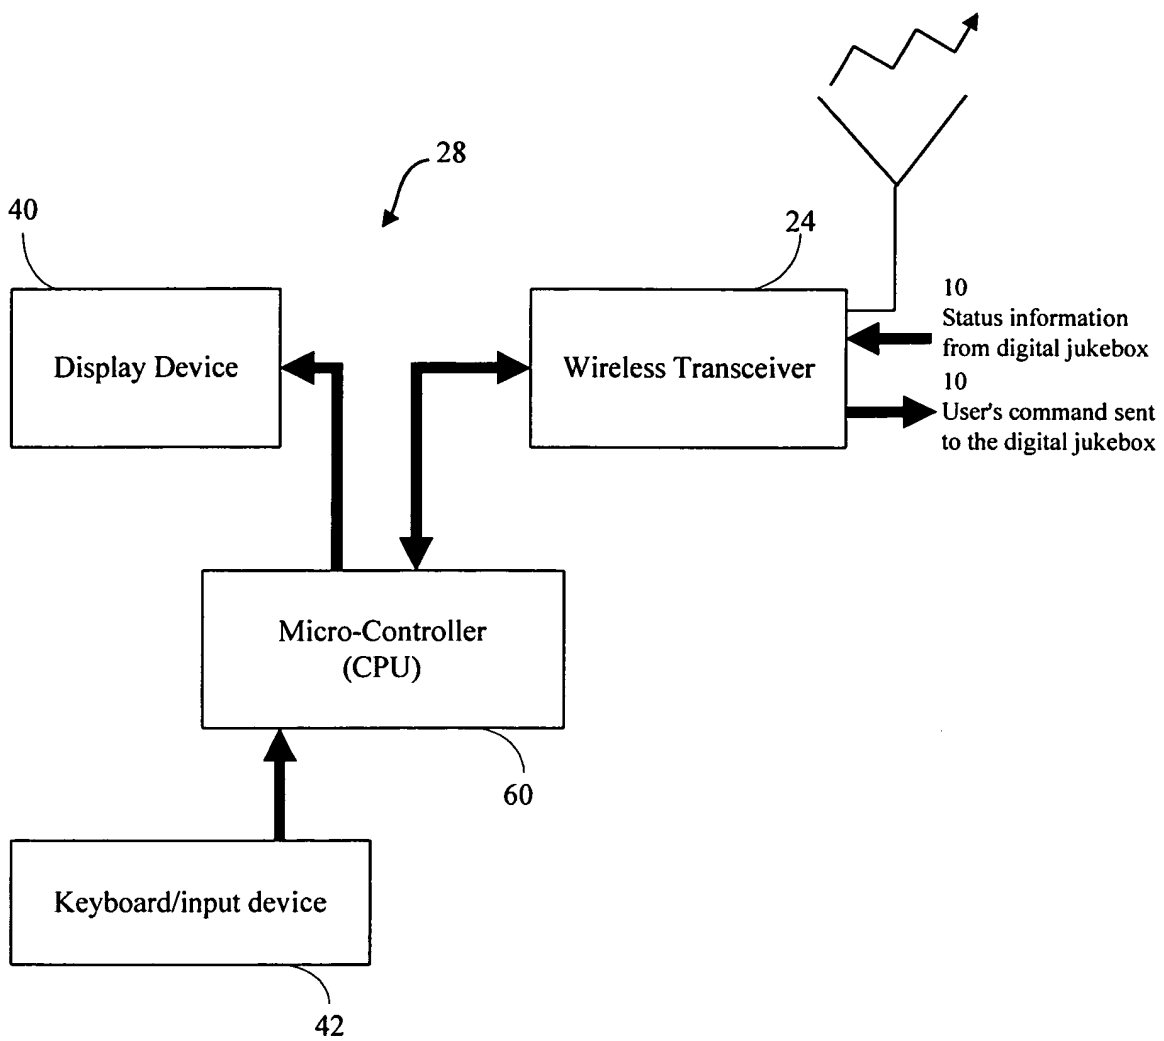 28
40
24
10
Status information
from digital jukebox
10
User's command sent
to the digital jukebox
Display Device
Wireless Transceiver
Micro-Controller
(CPU)
60
Keyboard/input device
42